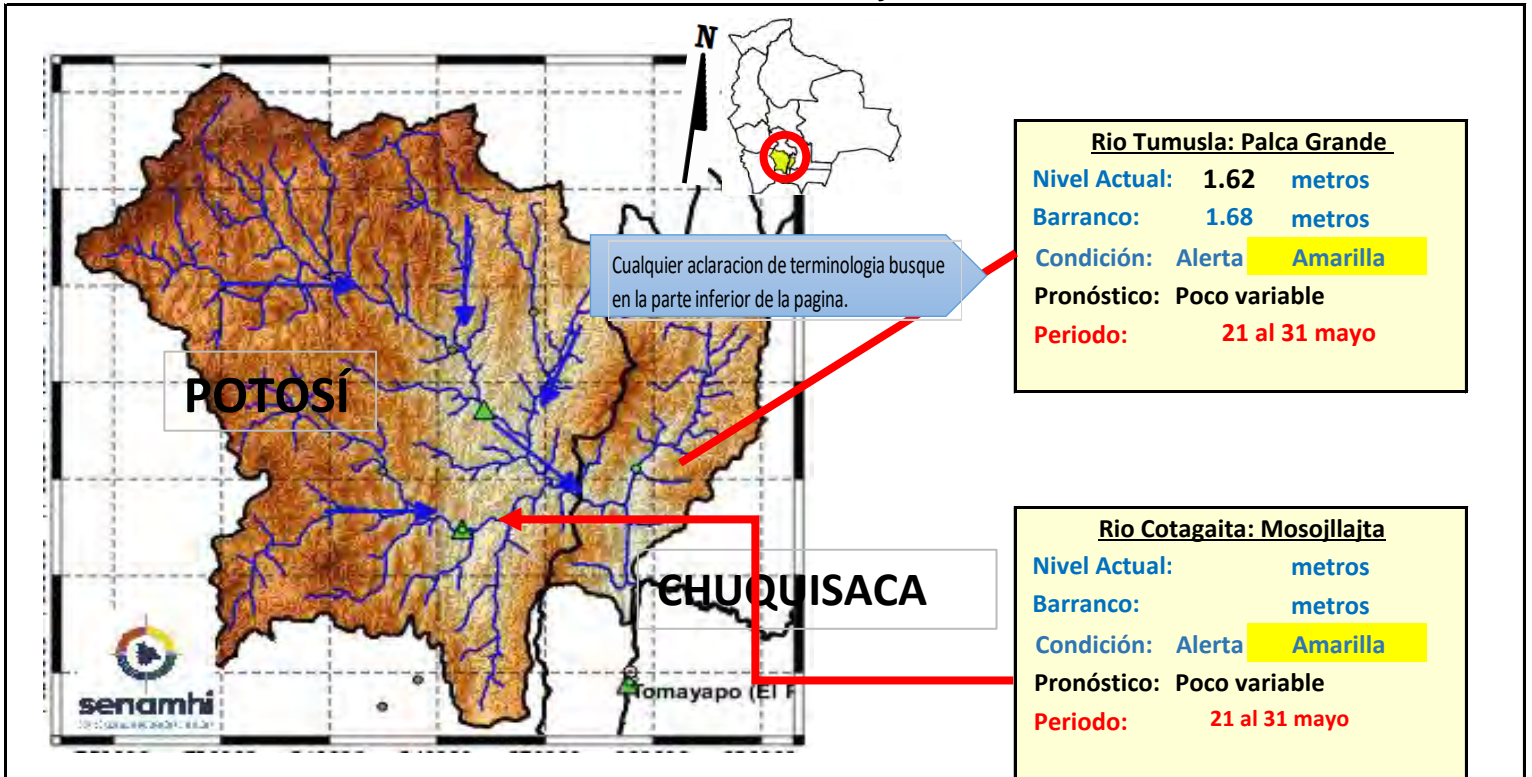 N
Cualquier aclaracion de terminologia busque
en la parte inferior de la pagina.
POTOSÍ
CHUQUISACA
Tomayapo (El
senamhi
Rio Tumusla: Palca Grande
Nivel Actual: 1.62 metros
Barranco: 1.68 metros
Condición: Alerta Amarilla
Pronóstico: Poco variable
Periodo: 21 al 31 mayo
Rio Cotagaita: Mosojllajta
Nivel Actual: metros
Barranco: metros
Condición: Alerta Amarilla
Pronóstico: Poco variable
Periodo: 21 al 31 mayo